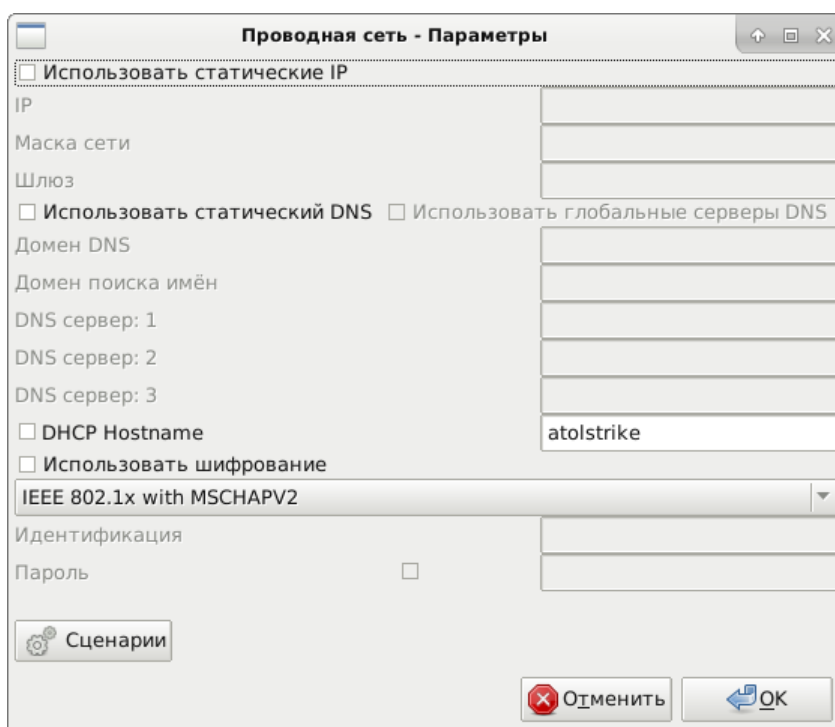 Проводная сеть - Параметры
Использовать статические IP
IP
Маска сети
Шлюз
Использовать статический DNS Использовать глобальные серверы DNS
Домен DNS
Домен поиска имён
DNS сервер: 1
DNS сервер: 2
DNS сервер: 3
DHCP Hostname atolstrike
Использовать шифрование
IEEE 802.1x with MSCHAPV2
Идентификация
Пароль
Сценарии
Отменить OK